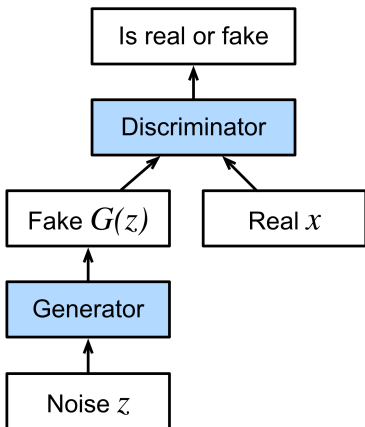 Is real or fake
Discriminator
Fake G(z)
Real x
Generator
Noise z